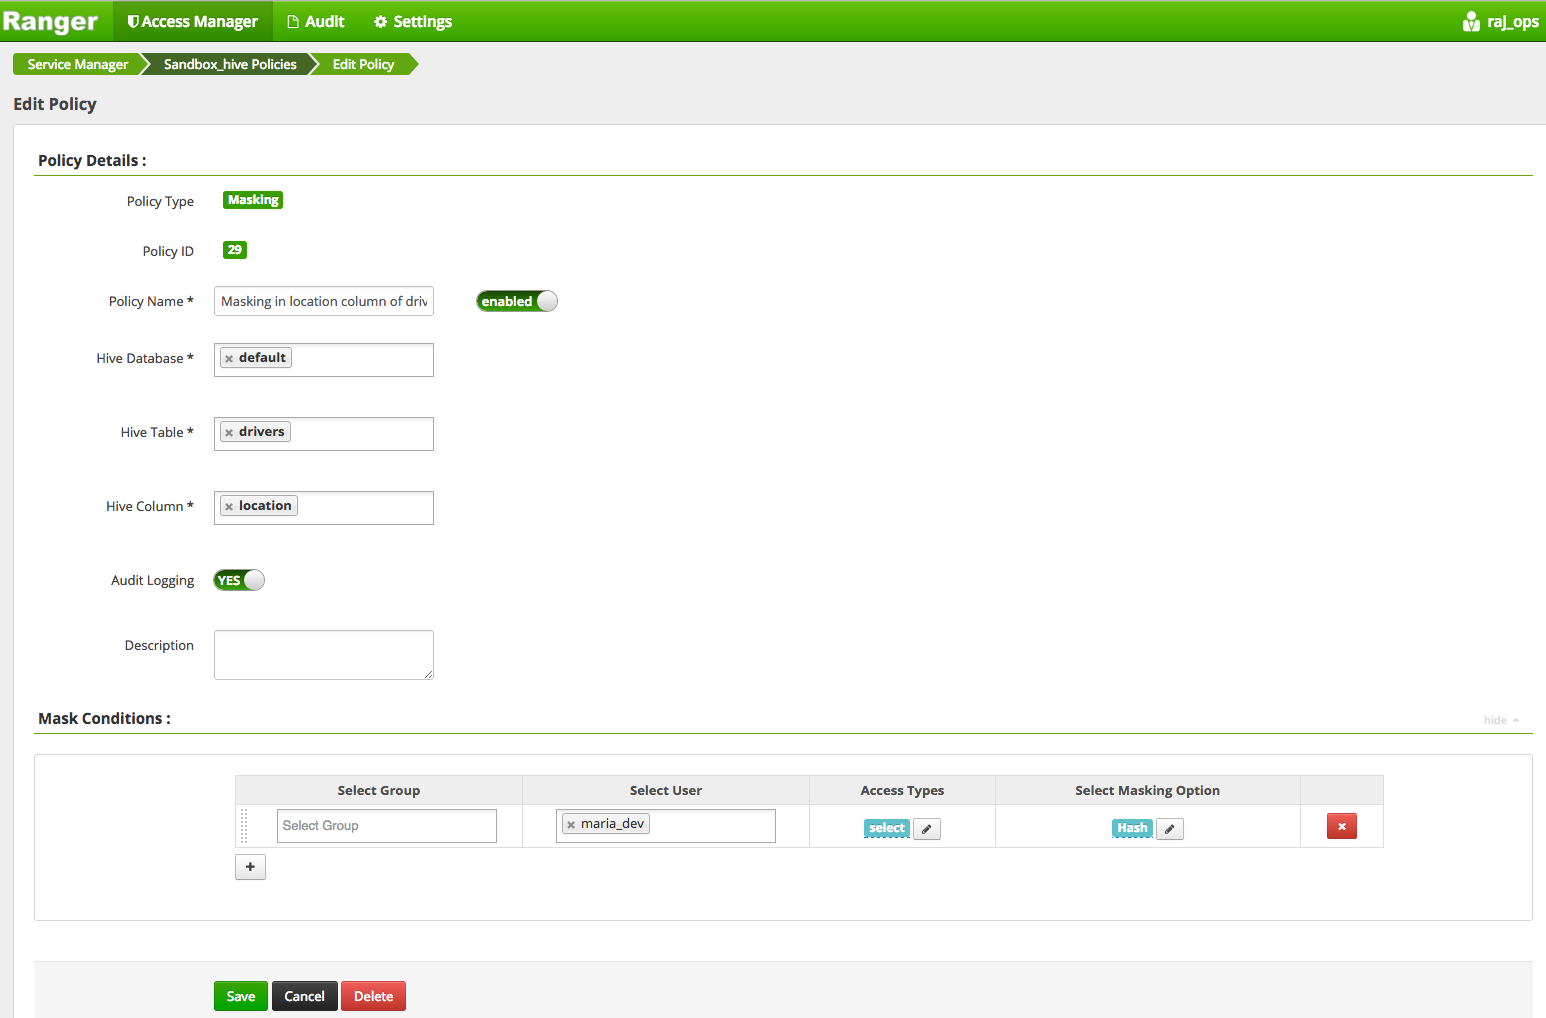 Ranger Access Manager Audit Settings raj_ops
Service Manager Sandbox_hive Policies Edit Policy
Edit Policy
Policy Details :
Policy Type Masking
Policy ID 29
Policy Name * Masking in location column of driv enabled
Hive Database * × default
Hive Table * × drivers
Hive Column * × location
Audit Logging YES
Description
Mask Conditions :
hide
Select Group Select User Access Types Select Masking Option
Select Group × maria_dev select Hash ×
+
Save Cancel Delete